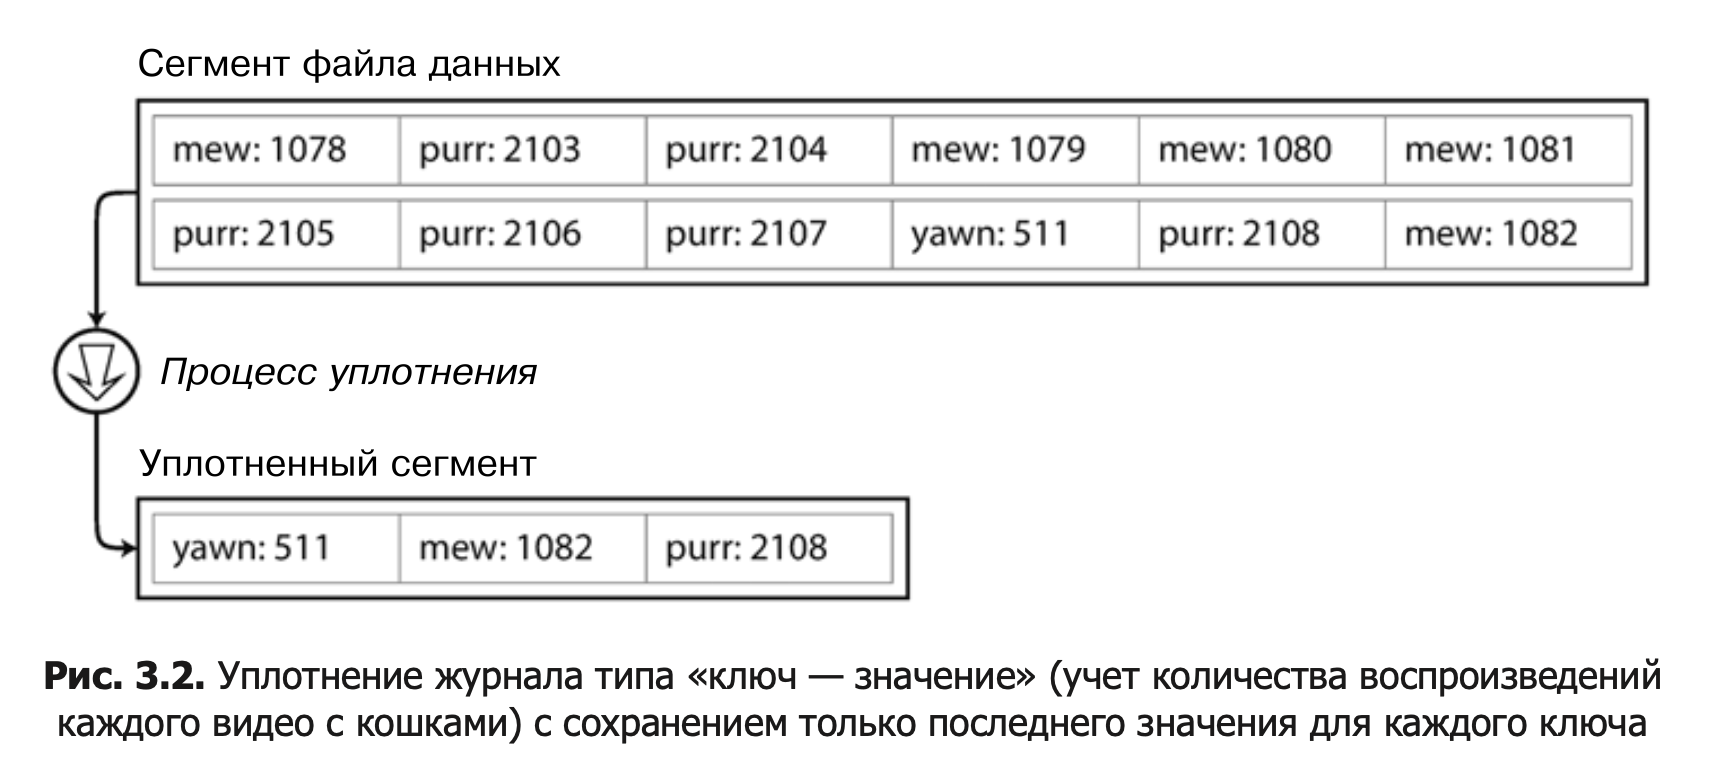 Сегмент файла данных
mew: 1078 purr: 2103 purr: 2104 mew: 1079 mew: 1080 mew: 1081
purr: 2105 purr: 2106 purr: 2107 yawn: 511 purr: 2108 mew: 1082
Процесс уплотнения
Уплотненный сегмент
yawn: 511 mew: 1082 purr: 2108
Рис. 3.2. Уплотнение журнала типа «ключ — значение» (учет количества воспроизведений
каждого видео с кошками) с сохранением только последнего значения для каждого ключа